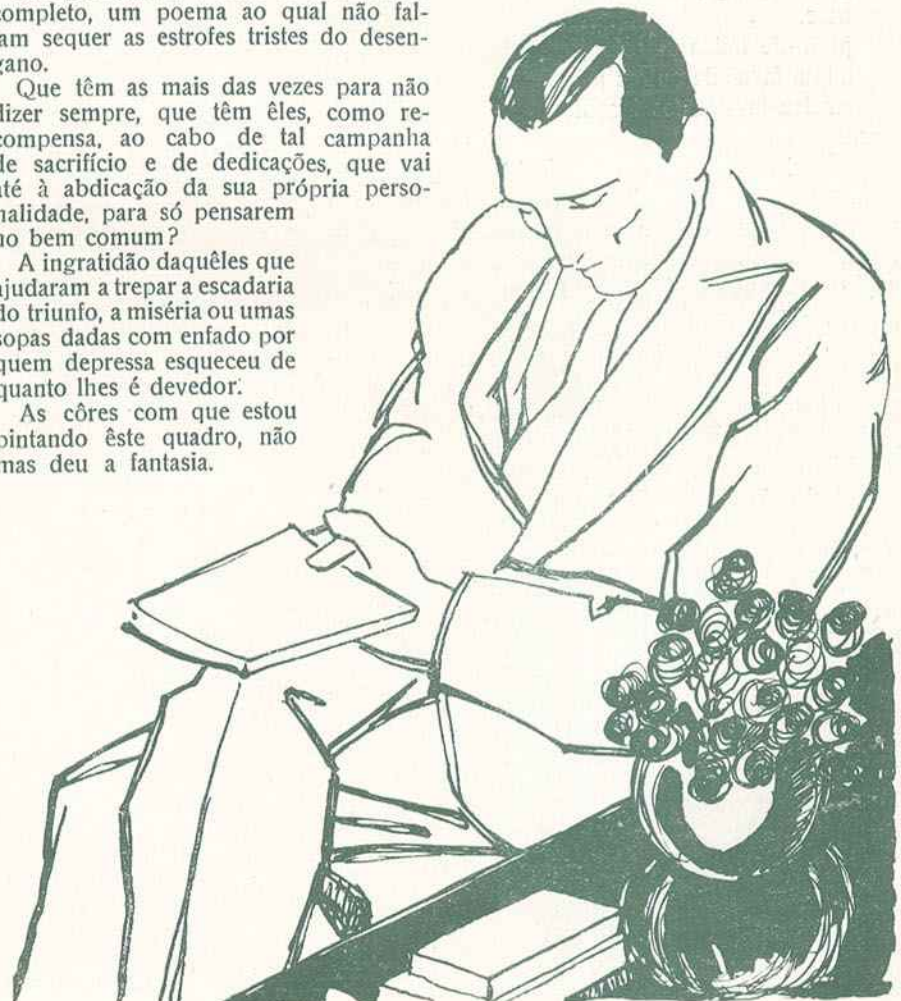 completo, um poema ao qual não fal-
tam sequer as estrofes tristes do desen-
gano.
Que têm as mais das vezes para não
dizer sempre, que têm êles, como re-
compensa, ao cabo de tal campanha
de sacrifício e de dedicações, que vai
até à abdicação da sua própria perso-
nalidade, para só pensarem
no bem comum?
A ingratidão daquêles que
ajudaram a trepar a escadaria
do triunfo, a miséria ou umas
sopas dadas com enfado por
quem depressa esqueceu de
quanto lhes é devedor.
As côres com que estou
pintando êste quadro, não
mas deu a fantasia.